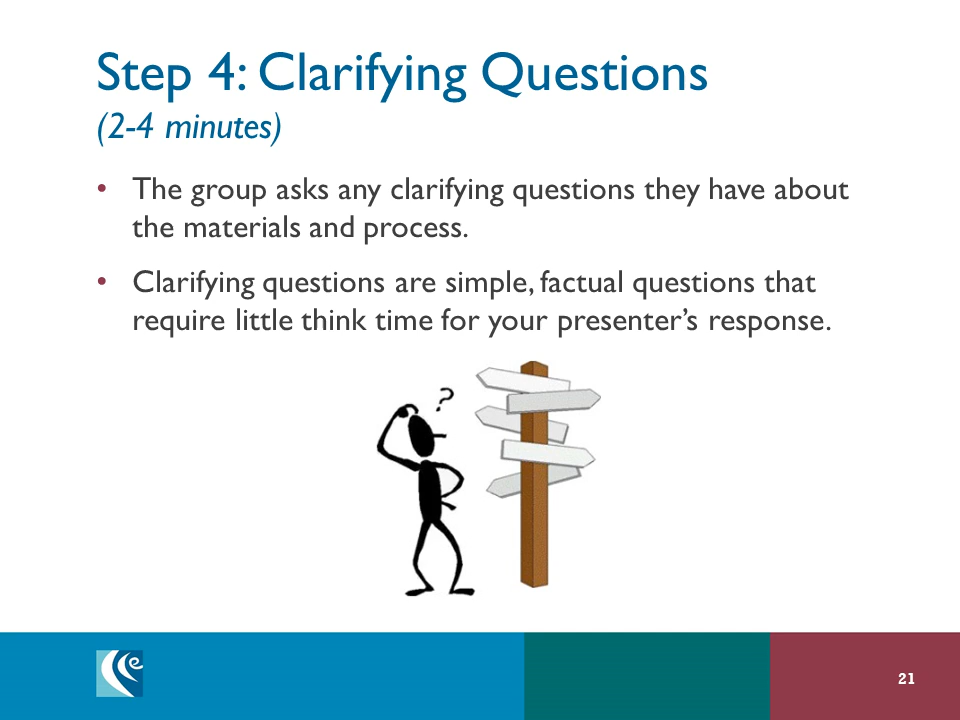 Step 4: Clarifying Questions
(2-4 minutes)
• The group asks any clarifying questions they have about
the materials and process.
• Clarifying questions are simple, factual questions that
require little think time for your presenter’s response.
?
e
21